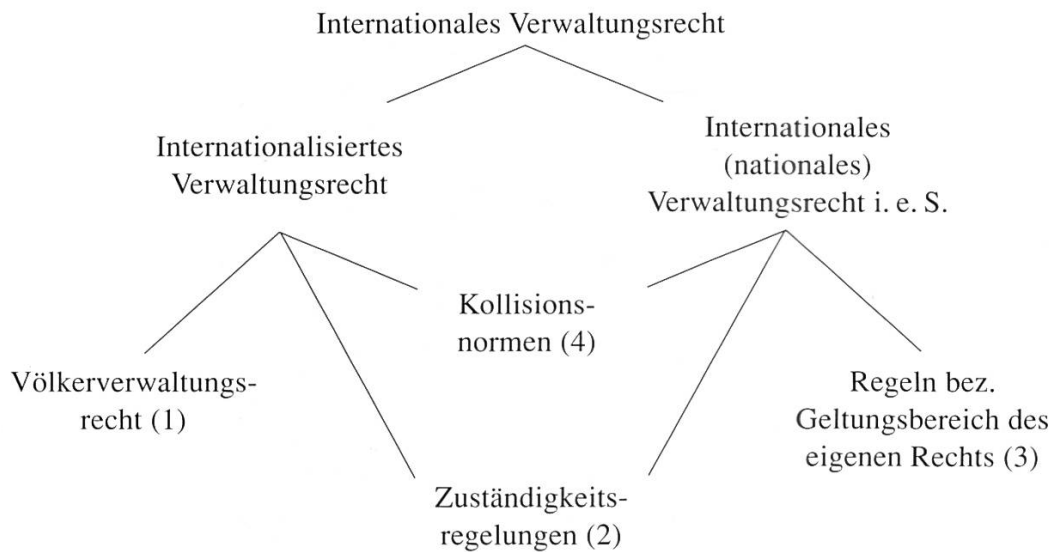 Internationales Verwaltungsrecht
Internationalisiertes
Verwaltungsrecht
Internationales
(nationales)
Verwaltungsrecht i. e. S.
Kollisions-
normen (4)
Völkerverwaltungs-
recht (1)
Regeln bez.
Geltungsbereich des
eigenen Rechts (3)
Zuständigkeits-
regelungen (2)